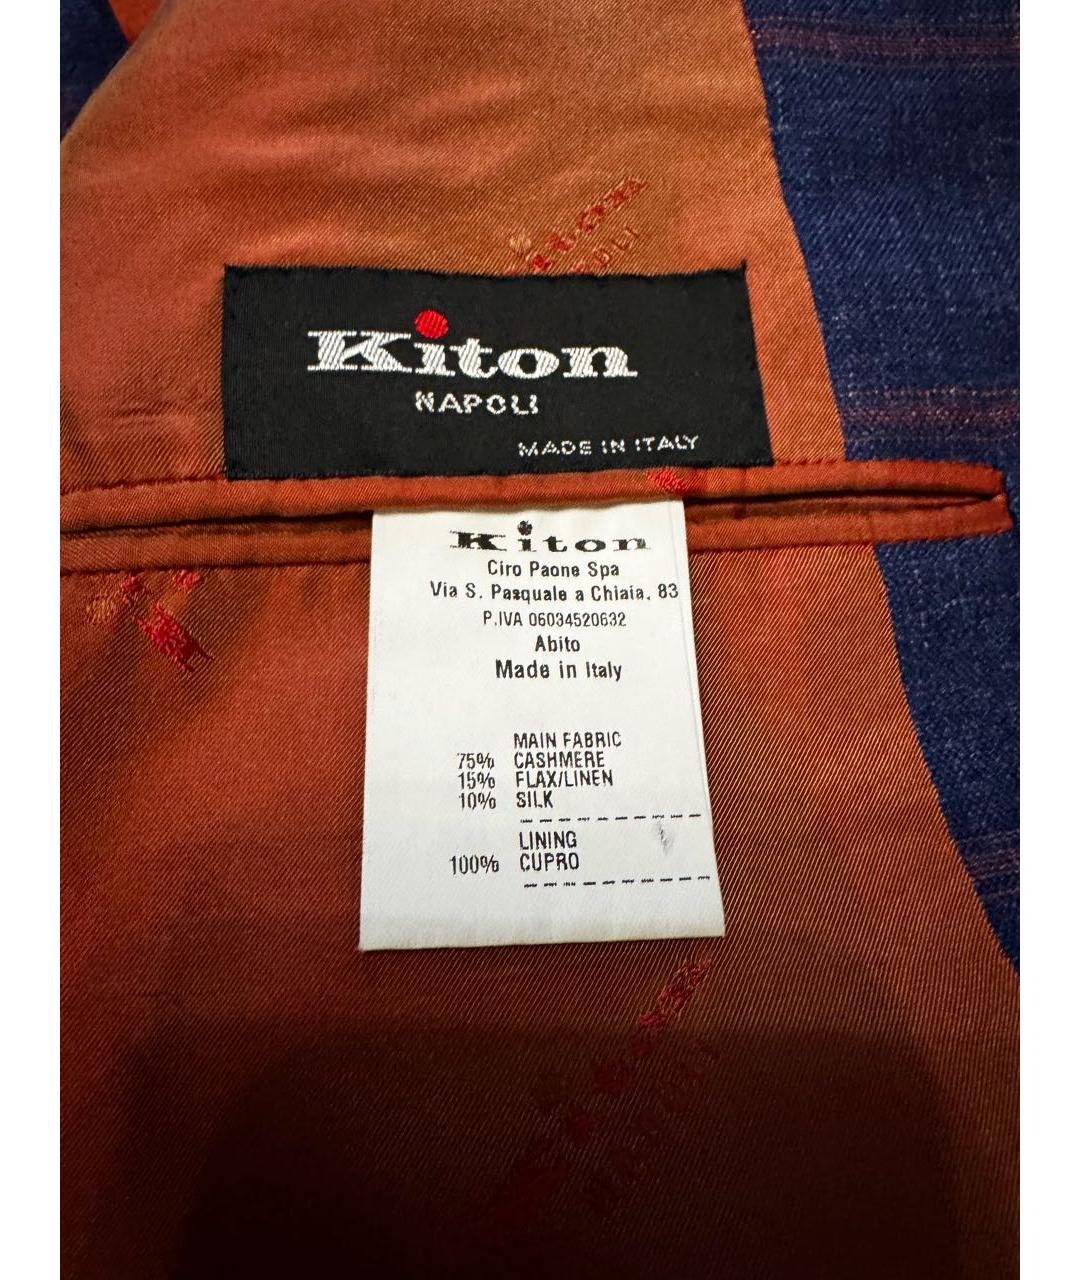 Kiton
NAPOLI
MADE IN ITALY
Kiton
Ciro Paone Spa
Via S. Pasquale a Chiaia, 83
P.IVA 06034520632
Abito
Made in Italy
MAIN FABRIC
75% CASHMERE
15% FLAX/LINEN
10% SILK
LINING
100% CUPRO